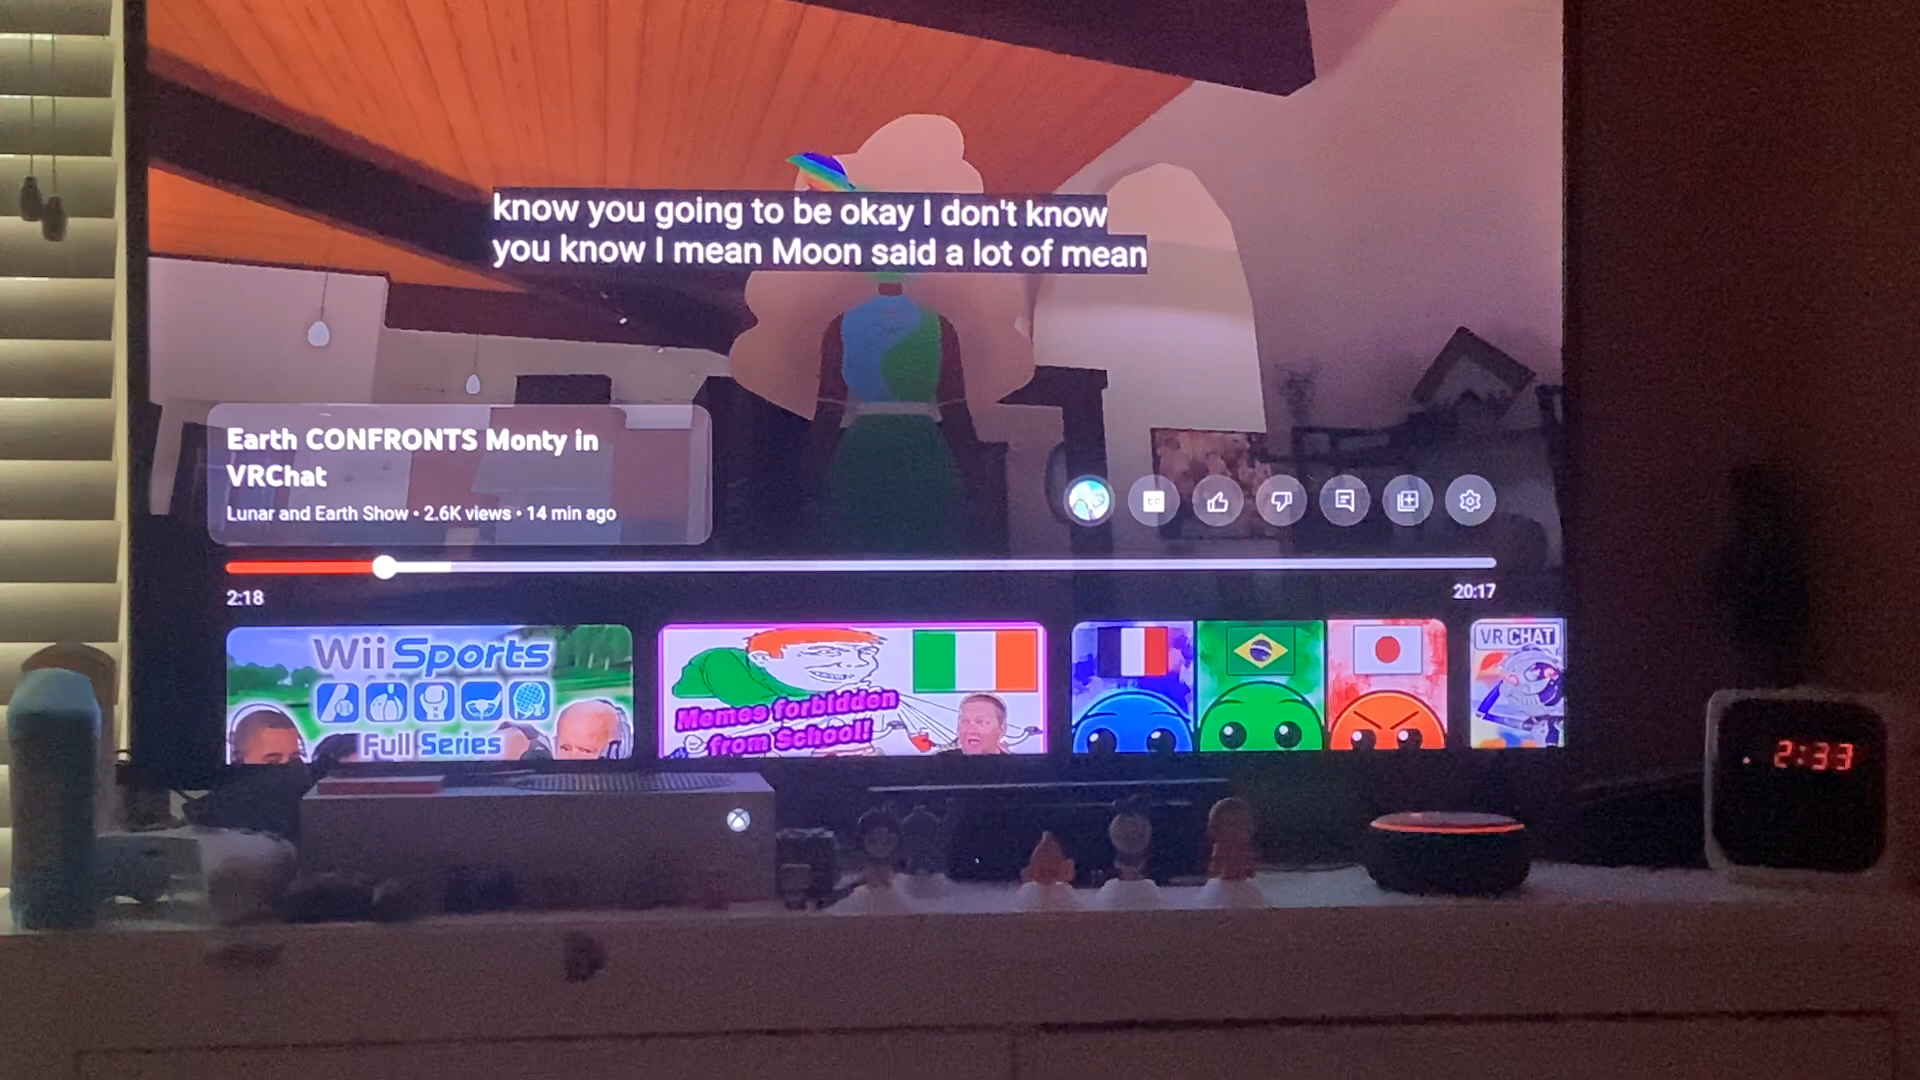 know you going to be okay I don't know
you know I mean Moon said a lot of mean
Earth CONFRONTS Monty in
VRChat
Lunar and Earth Show • 2.6K views • 14 min ago
CC
2:18
20:17
Wii Sports
Full Series
Memes forbidden
from School!
VR CHAT
2:33